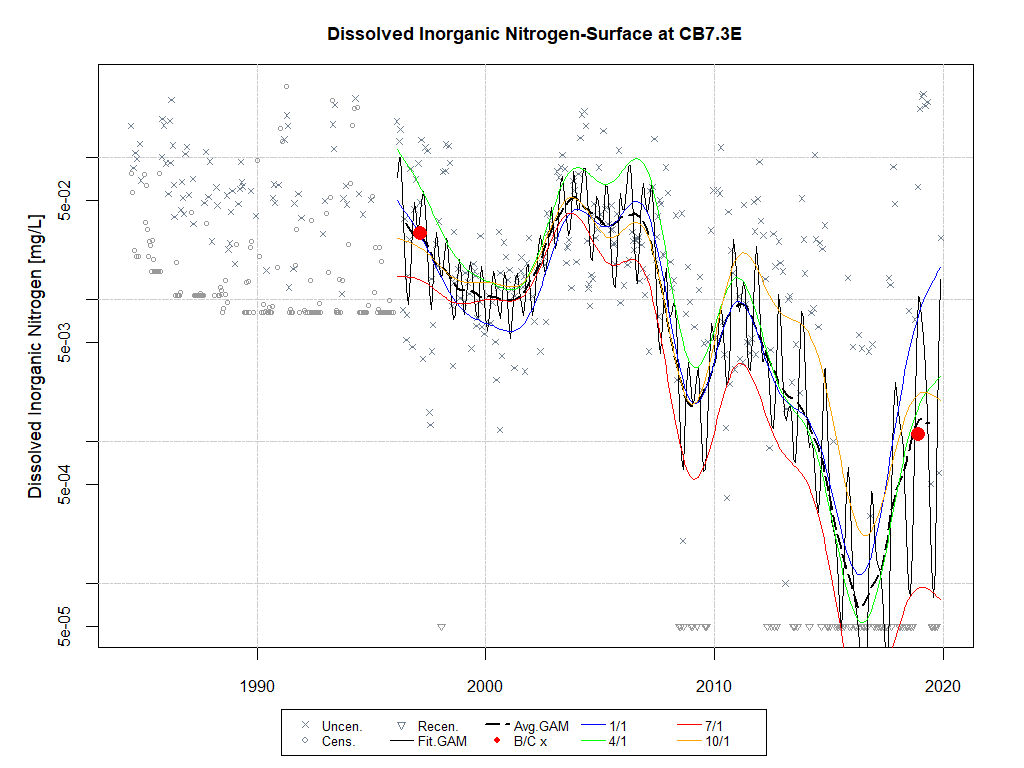 Dissolved Inorganic Nitrogen-Surface at CB7.3E
Dissolved Inorganic Nitrogen [mg/L]
5e-02
5e-03
5e-04
5e-05
1990 2000 2010 2020
Uncen. Recen. Avg.GAM 1/1 7/1
Cens. Fit.GAM B/C x 4/1 10/1